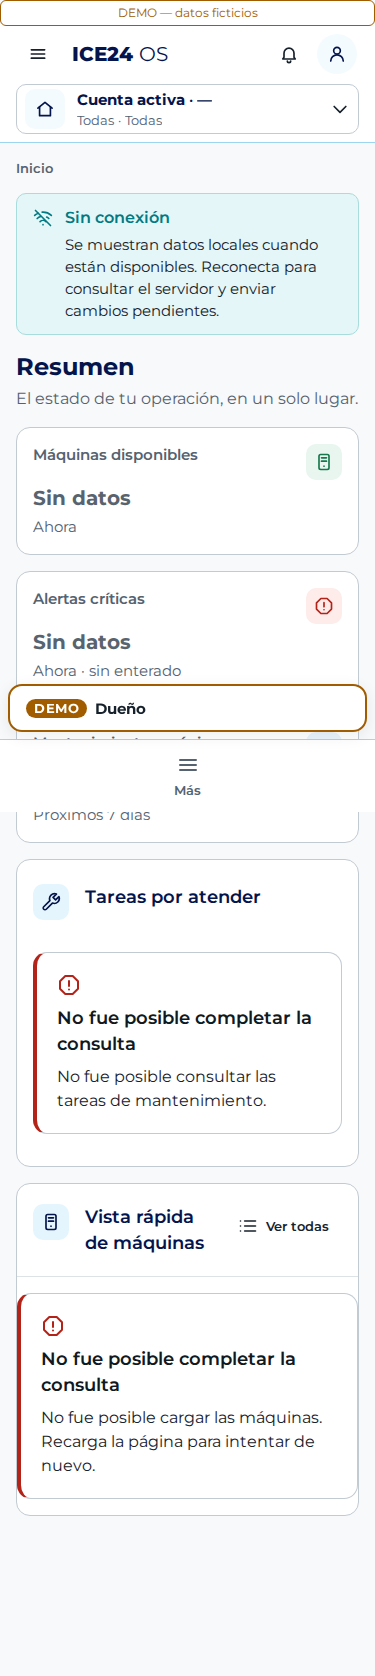 DEMO — datos ficticios
ICE24 OS
Cuenta activa · —
Todas · Todas
Inicio
Sin conexión
Se muestran datos locales cuando
están disponibles. Reconecta para
consultar el servidor y enviar
cambios pendientes.
Resumen
El estado de tu operación, en un solo lugar.
Máquinas disponibles
Sin datos
Ahora
Alertas críticas
Sin datos
Ahora · sin enterado
DEMO Dueño
Más
Próximos 7 días
Tareas por atender
No fue posible completar la
consulta
No fue posible consultar las
tareas de mantenimiento.
Vista rápida
de máquinas
Ver todas
No fue posible completar la
consulta
No fue posible cargar las máquinas.
Recarga la página para intentar de
nuevo.